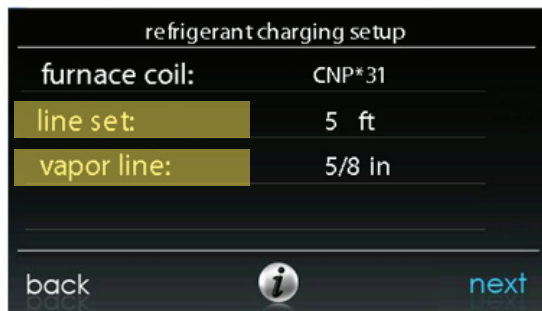 refrigerant charging setup
furnace coil: CNP*31
line set: 5 ft
vapor line: 5/8 in
back i next